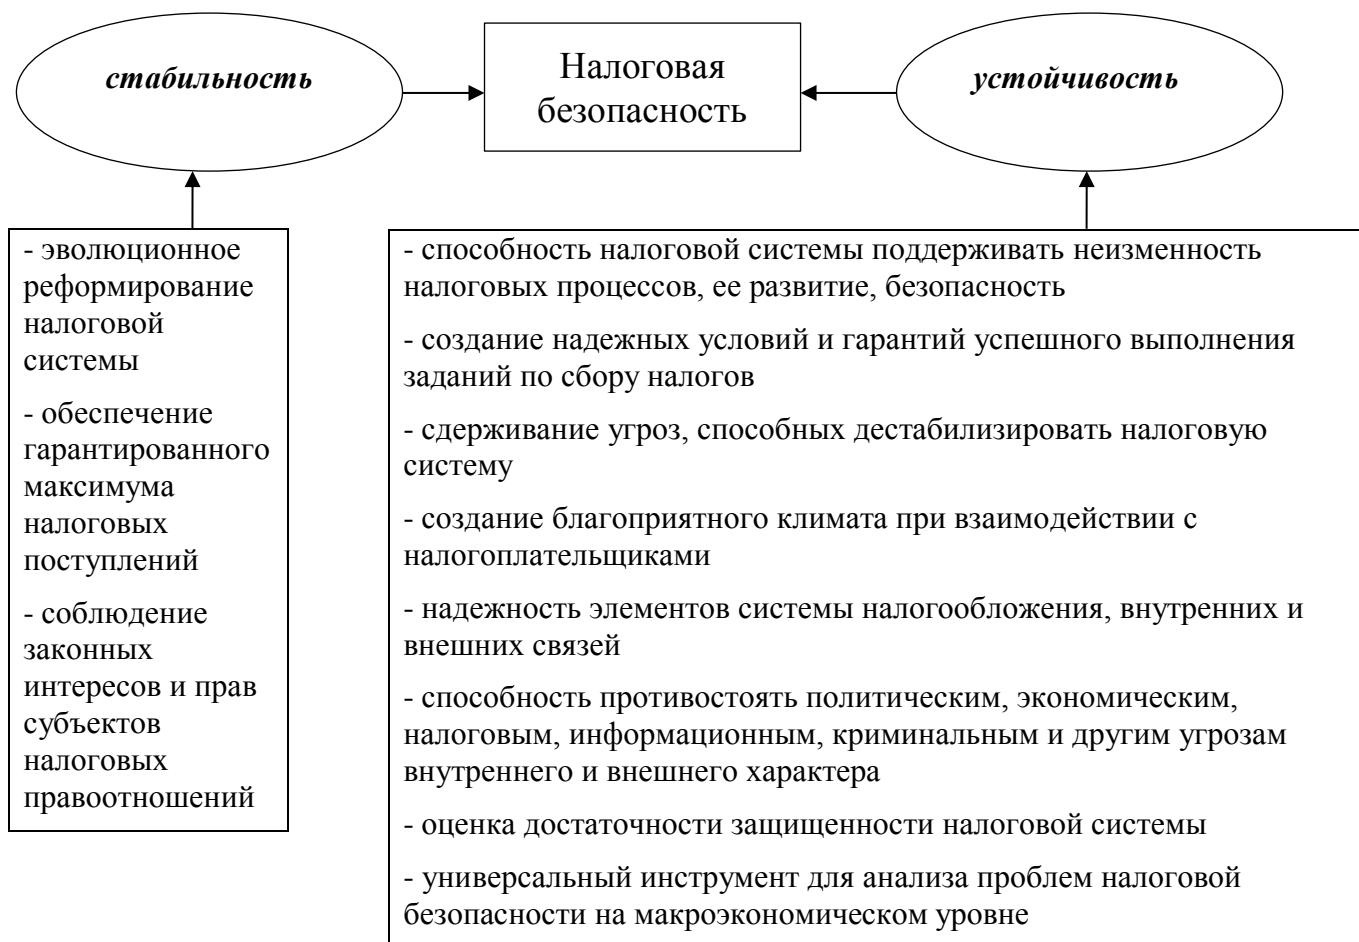 стабильность
Налоговая
безопасность
устойчивость
- эволюционное
реформирование
налоговой
системы
- обеспечение
гарантированного
максимума
налоговых
поступлений
- соблюдение
законных
интересов и прав
субъектов
налоговых
правоотношений
- способность налоговой системы поддерживать неизменность
налоговых процессов, ее развитие, безопасность
- создание надежных условий и гарантий успешного выполнения
заданий по сбору налогов
- сдерживание угроз, способных дестабилизировать налоговую
систему
- создание благоприятного климата при взаимодействии с
налогоплательщиками
- надежность элементов системы налогообложения, внутренних и
внешних связей
- способность противостоять политическим, экономическим,
налоговым, информационным, криминальным и другим угрозам
внутреннего и внешнего характера
- оценка достаточности защищенности налоговой системы
- универсальный инструмент для анализа проблем налоговой
безопасности на макроэкономическом уровне